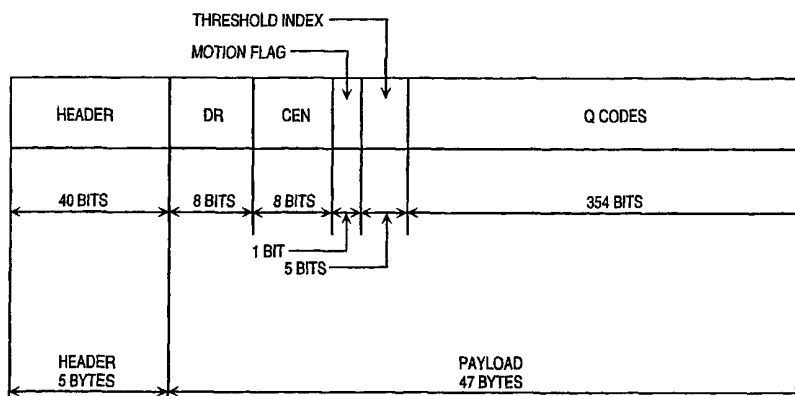 THRESHOLD INDEX
MOTION FLAG
HEADER DR CEN Q CODES
40 BITS 8 BITS 8 BITS 354 BITS
1 BIT
5 BITS
HEADER PAYLOAD
5 BYTES 47 BYTES